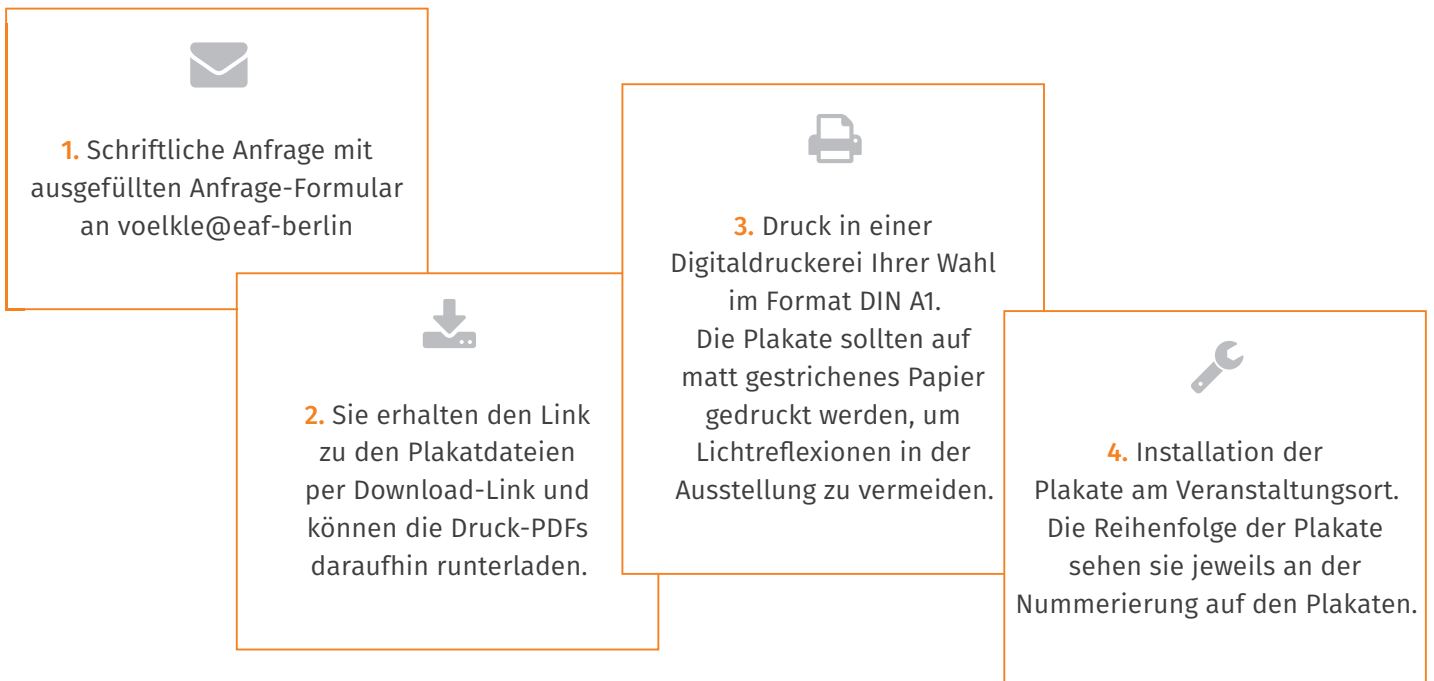 1. Schriftliche Anfrage mit
ausgefüllten Anfrage-Formular
an voelkle@eaf-berlin
2. Sie erhalten den Link
zu den Plakatdateien
per Download-Link und
können die Druck-PDFs
daraufhin runterladen.
3. Druck in einer
Digitaldruckerei Ihrer Wahl
im Format DIN A1.
Die Plakate sollten auf
matt gestrichenes Papier
gedruckt werden, um
Lichtreflexionen in der
Ausstellung zu vermeiden.
4. Installation der
Plakate am Veranstaltungsort.
Die Reihenfolge der Plakate
sehen sie jeweils an der
Nummerierung auf den Plakaten.